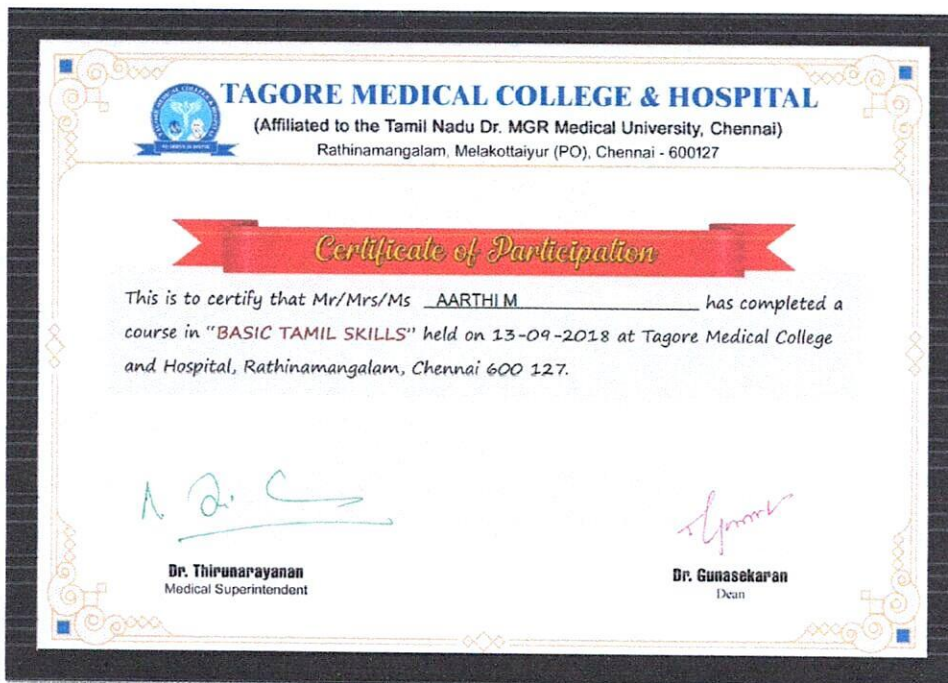 TAGORE MEDICAL COLLEGE & HOSPITAL
(Affiliated to the Tamil Nadu Dr. MGR Medical University, Chennai)
Rathinamangalam, Melakottaiyur (PO), Chennai - 600127
Certificate of Participation
This is to certify that Mr/Mrs/Ms AARTHI M has completed a
course in "BASIC TAMIL SKILLS" held on 13-09-2018 at Tagore Medical College
and Hospital, Rathinamangalam, Chennai 600 127.
Dr. Thirunarayanan
Medical Superintendent
Dr. Gunasekaran
Dean